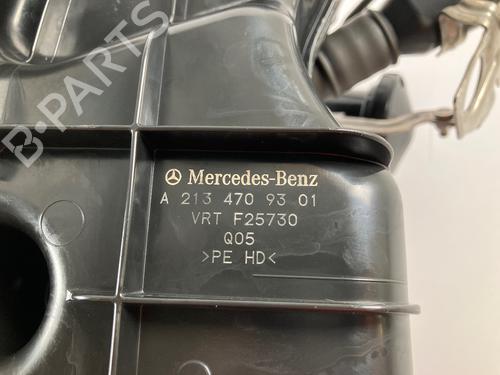 B-PARTS
Mercedes-Benz
A 213 470 93 01
VRT F25730
Q05
>PE HD<